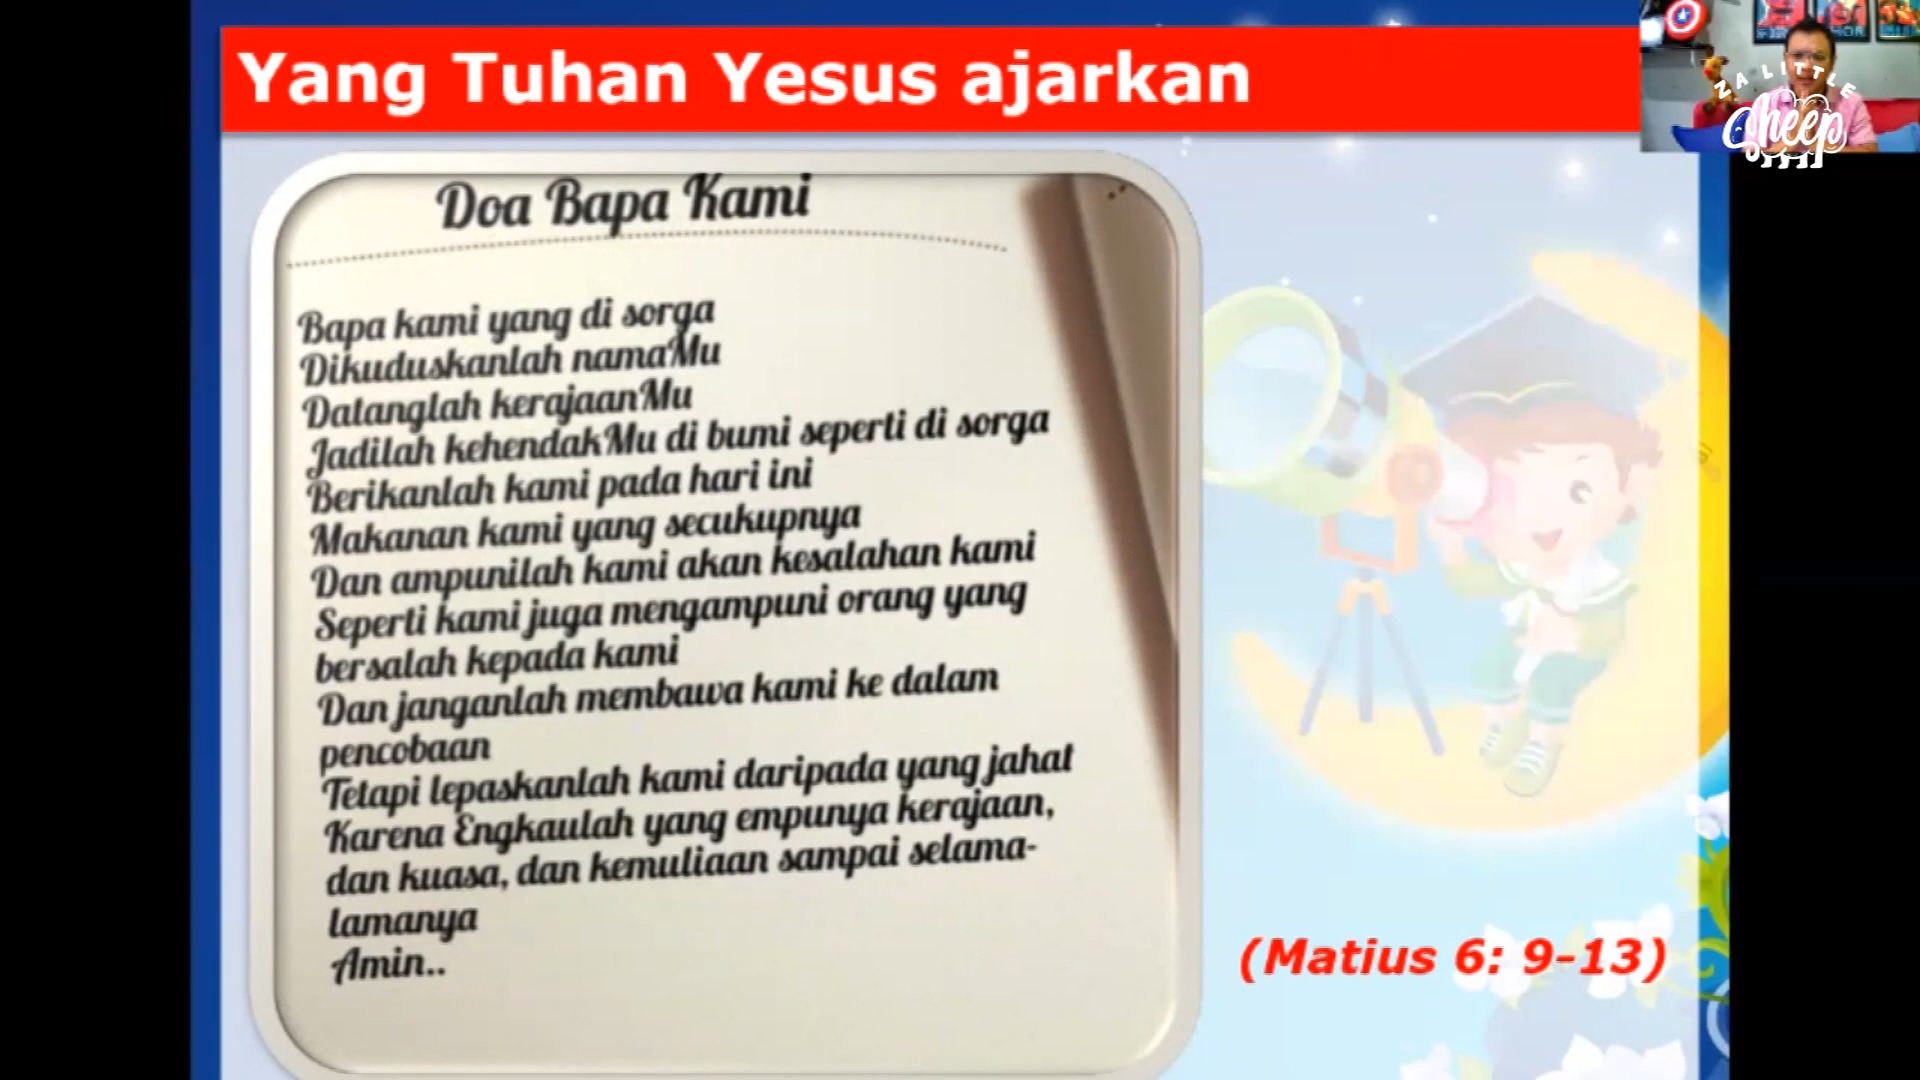 Yang Tuhan Yesus ajarkan
ZA LITTLE
Sheep
Doa Bapa Kami
Bapa kami yang di sorga
Dikuduskanlah namaMu
Datanglah kerajaanMu
Jadilah kehendakMu di bumi seperti di sorga
Berikanlah kami pada hari ini
Makanan kami yang secukupnya
Dan ampunilah kami akan kesalahan kami
Seperti kami juga mengampuni orang yang
bersalah kepada kami
Dan janganlah membawa kami ke dalam
pencobaan
Tetapi lepaskanlah kami daripada yang jahat
Karena Engkaulah yang empunya kerajaan,
dan kuasa, dan kemuliaan sampai selama-
lamanya
Amin..
(Matius 6: 9-13)